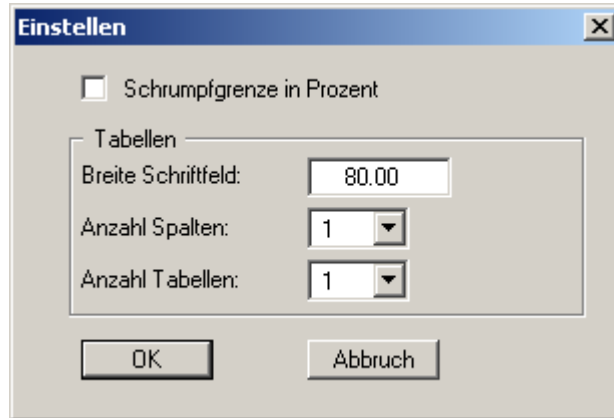 Einstellen
Schrumpfgrenze in Prozent
Tabellen
Breite Schriftfeld: 80.00
Anzahl Spalten: 1
Anzahl Tabellen: 1
OK Abbruch